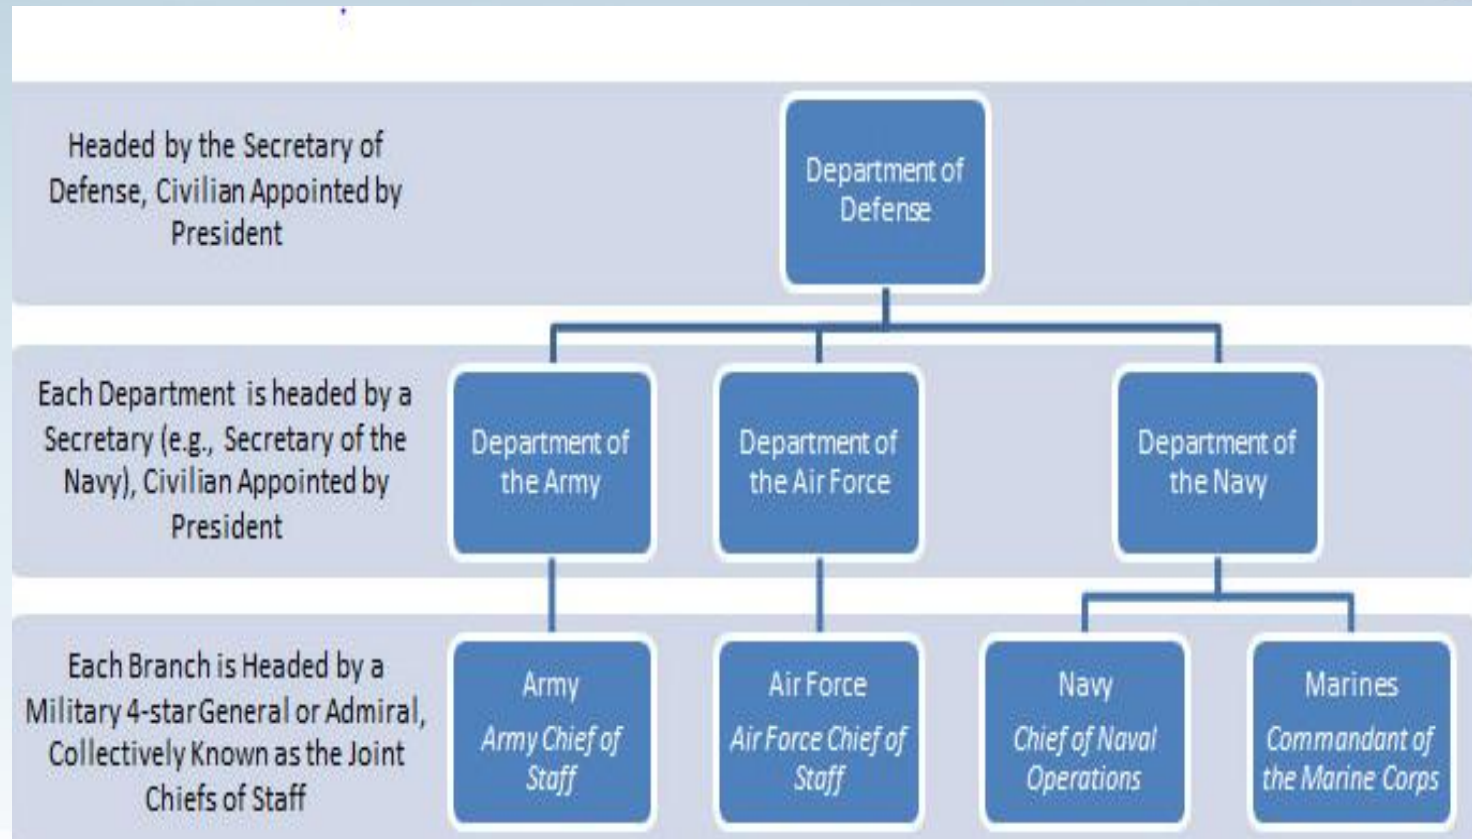 Headed by the Secretary of
Defense, Civilian Appointed by
President
Department of
Defense
Each Department is headed by a
Secretary (e.g., Secretary of the
Navy), Civilian Appointed by
President
Department of
the Army
Department of
the Air Force
Department of
the Navy
Each Branch is Headed by a
Military 4-star General or Admiral,
Collectively Known as the Joint
Chiefs of Staff
Army
Army Chief of
Staff
Air Force
Air Force Chief of
Staff
Navy
Chief of Naval
Operations
Marines
Commandant of
the Marine Corps